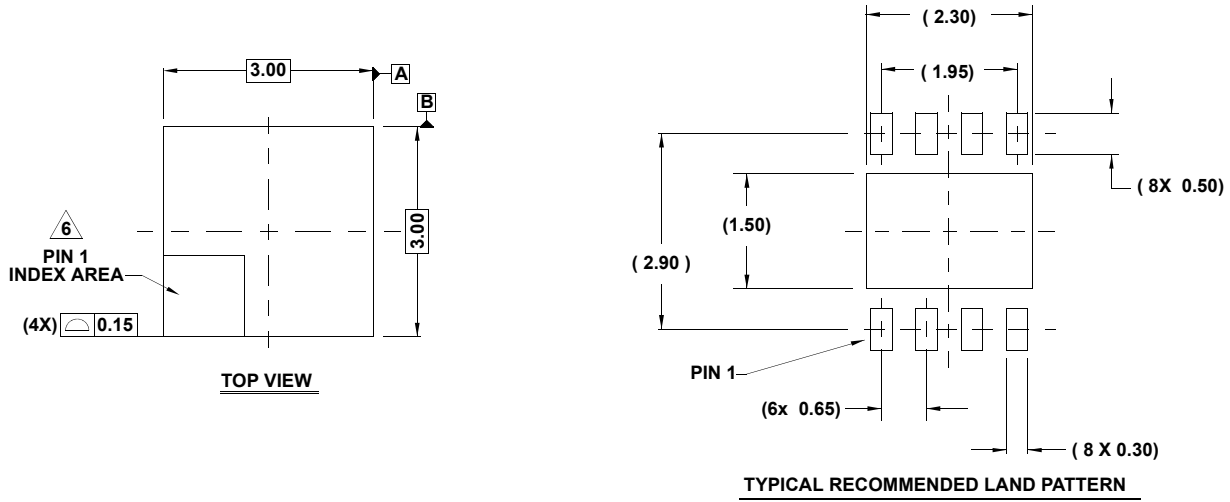 3.00
A
B
3.00
6
PIN 1
INDEX AREA
(4X) 0.15
TOP VIEW
( 2.30)
( 1.95)
( 8X 0.50)
(1.50)
( 2.90 )
PIN 1
(6x 0.65)
( 8 X 0.30)
TYPICAL RECOMMENDED LAND PATTERN